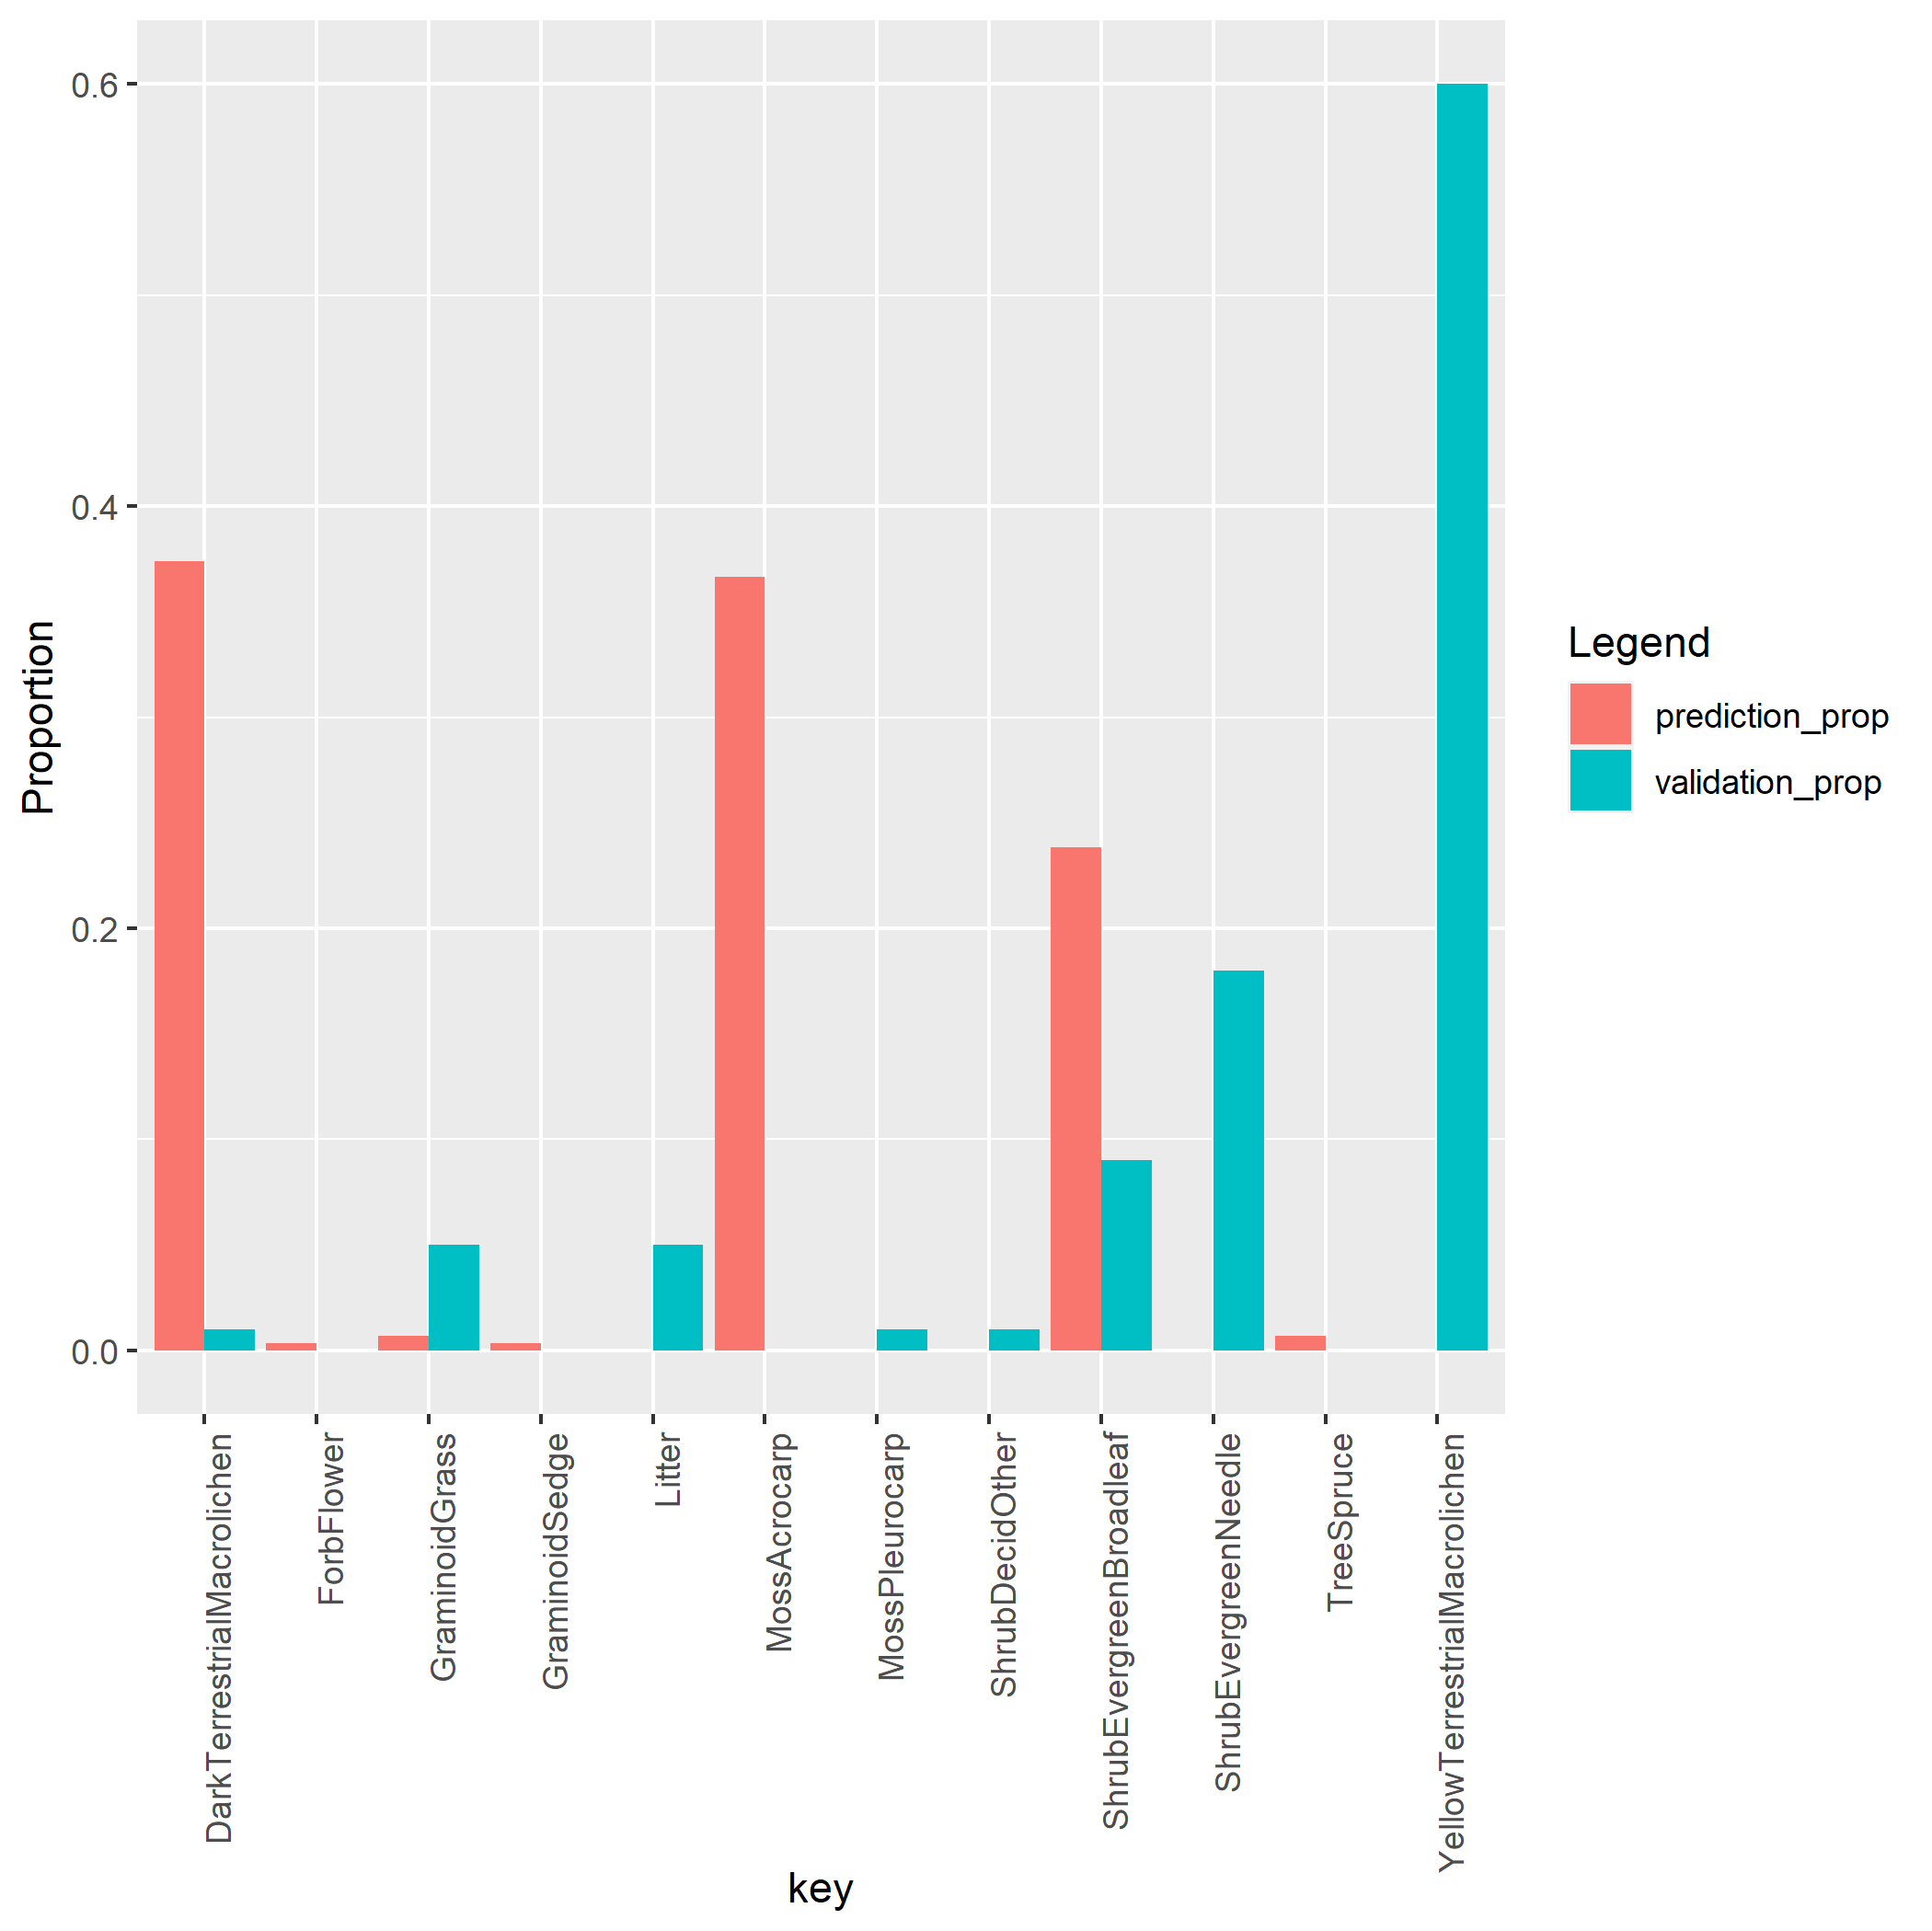 0.6
0.4
0.2
0.0
Proportion
DarkTerrestrialMacrolichen
ForbFlower
GraminoidGrass
GraminoidSedge
Litter
MossAcrocarp
MossPleurocarp
ShrubDecidOther
ShrubEvergreenBroadleaf
ShrubEvergreenNeedle
TreeSpruce
YellowTerrestrialMacrolichen
key
Legend
prediction_prop
validation_prop